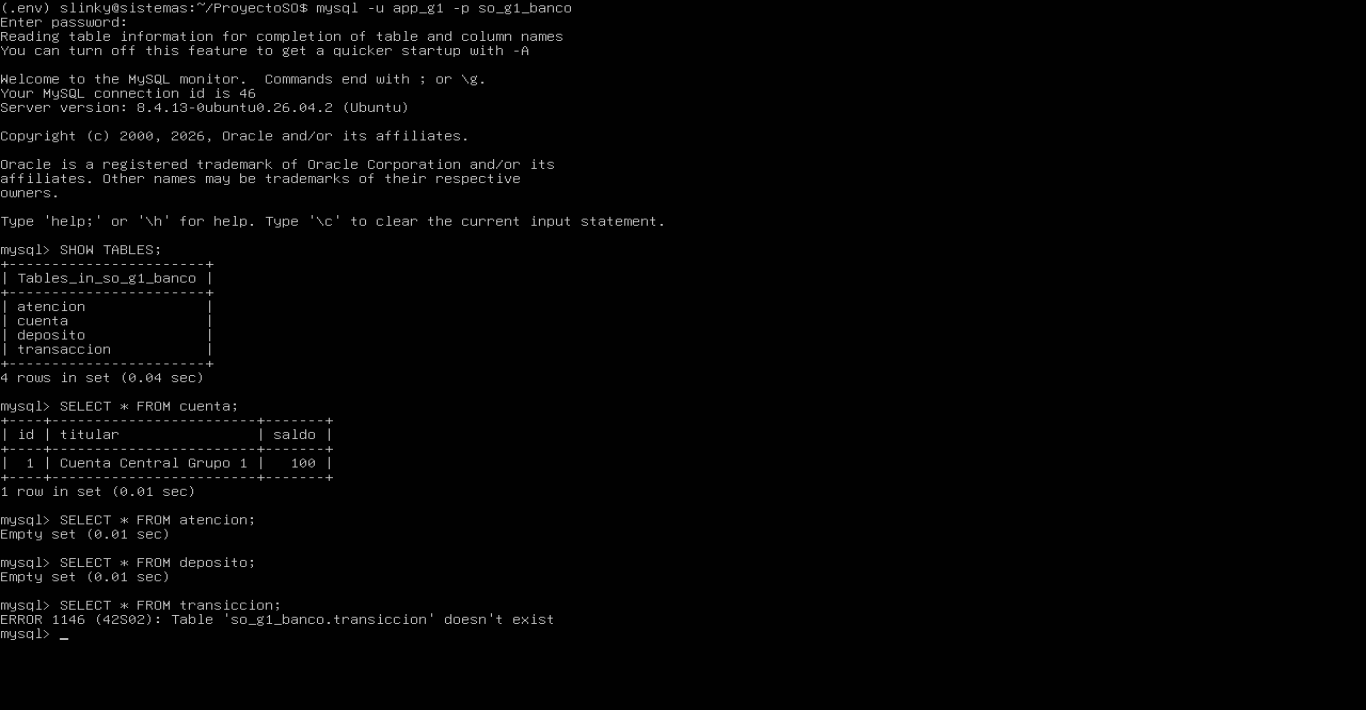 (.env) slinky@sistemas:~/ProyectoSO$ mysql -u app_g1 -p so_g1_banco
Enter password:
Reading table information for completion of table and column names
You can turn off this feature to get a quicker startup with -A
Welcome to the MySQL monitor.  Commands end with ; or \g.
Your MySQL connection id is 46
Server version: 8.4.13-0ubuntu0.26.04.2 (Ubuntu)
Copyright (c) 2000, 2026, Oracle and/or its affiliates.
Oracle is a registered trademark of Oracle Corporation and/or its
affiliates. Other names may be trademarks of their respective
owners.
Type 'help;' or '\h' for help. Type '\c' to clear the current input statement.
mysql> SHOW TABLES;
+-----------------------+
| Tables_in_so_g1_banco |
+-----------------------+
| atencion              |
| cuenta                |
| deposito              |
| transaccion           |
+-----------------------+
4 rows in set (0.04 sec)
mysql> SELECT * FROM cuenta;
+----+------------------------+-------+
| id | titular                | saldo |
+----+------------------------+-------+
|  1 | Cuenta Central Grupo 1 |   100 |
+----+------------------------+-------+
1 row in set (0.01 sec)
mysql> SELECT * FROM atencion;
Empty set (0.01 sec)
mysql> SELECT * FROM deposito;
Empty set (0.01 sec)
mysql> SELECT * FROM transiccion;
ERROR 1146 (42S02): Table 'so_g1_banco.transiccion' doesn't exist
mysql> _